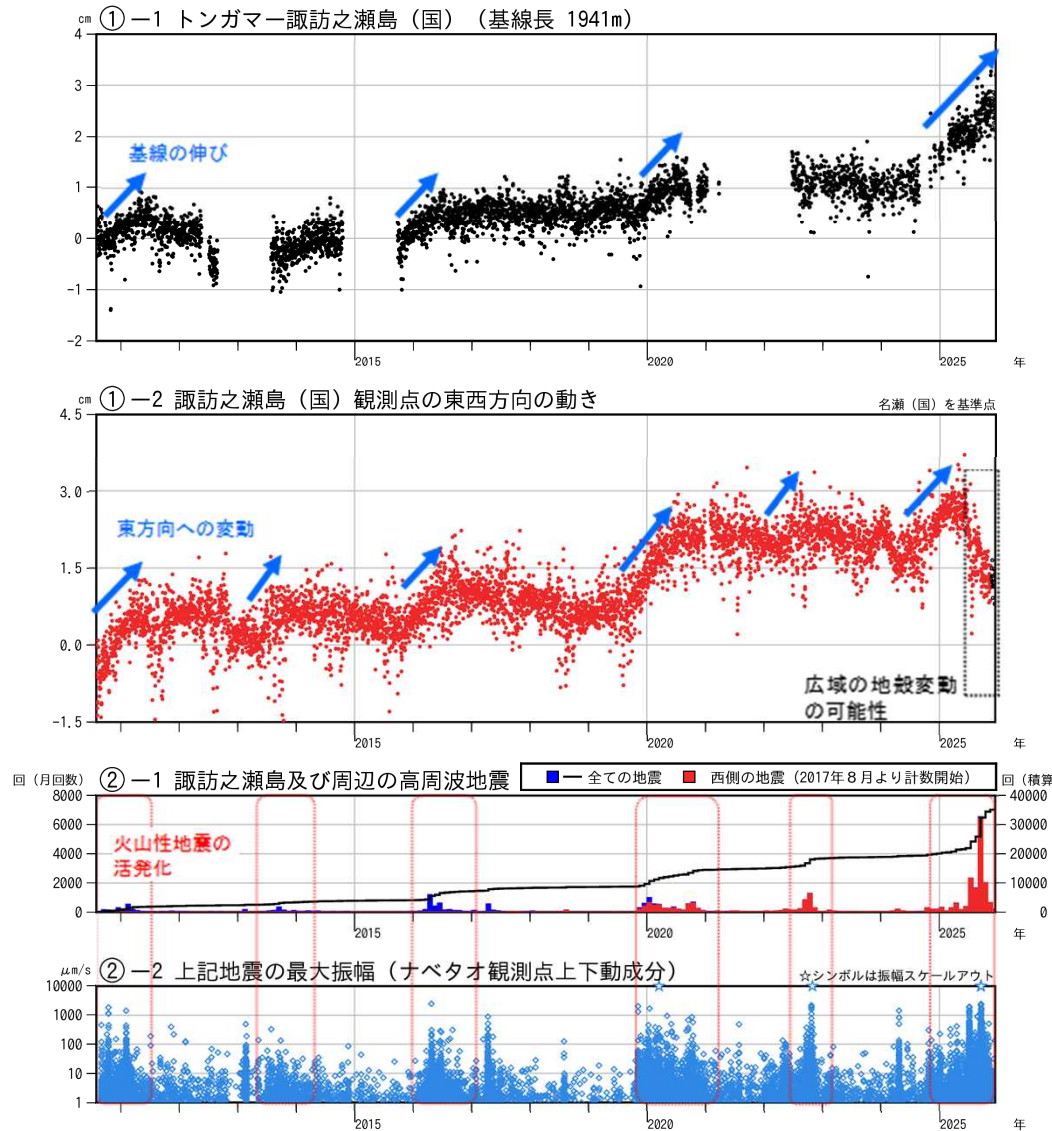 cm ①－1 トンガマー諏訪之瀬島（国）（基線長 1941m）
4
3
2
1
0
-1
-2
基線の伸び
2015
2020
2025
年
cm ①－2 諏訪之瀬島（国）観測点の東西方向の動き
名瀬（国）を基準点
4.5
3.0
1.5
0.0
-1.5
東方向への変動
広域の地殻変動
の可能性
2015
2020
2025
年
回（月回数） ②－1 諏訪之瀬島及び周辺の高周波地震
全ての地震 西側の地震（2017年８月より計数開始）
回（積算
8000
6000
4000
2000
0
40000
30000
20000
10000
0
火山性地震の
活発化
2015
2020
2025
年
μm/s ②－2 上記地震の最大振幅（ナベタオ観測点上下動成分）
☆シンボルは振幅スケールアウト
10000
1000
100
10
1
2015
2020
2025
年